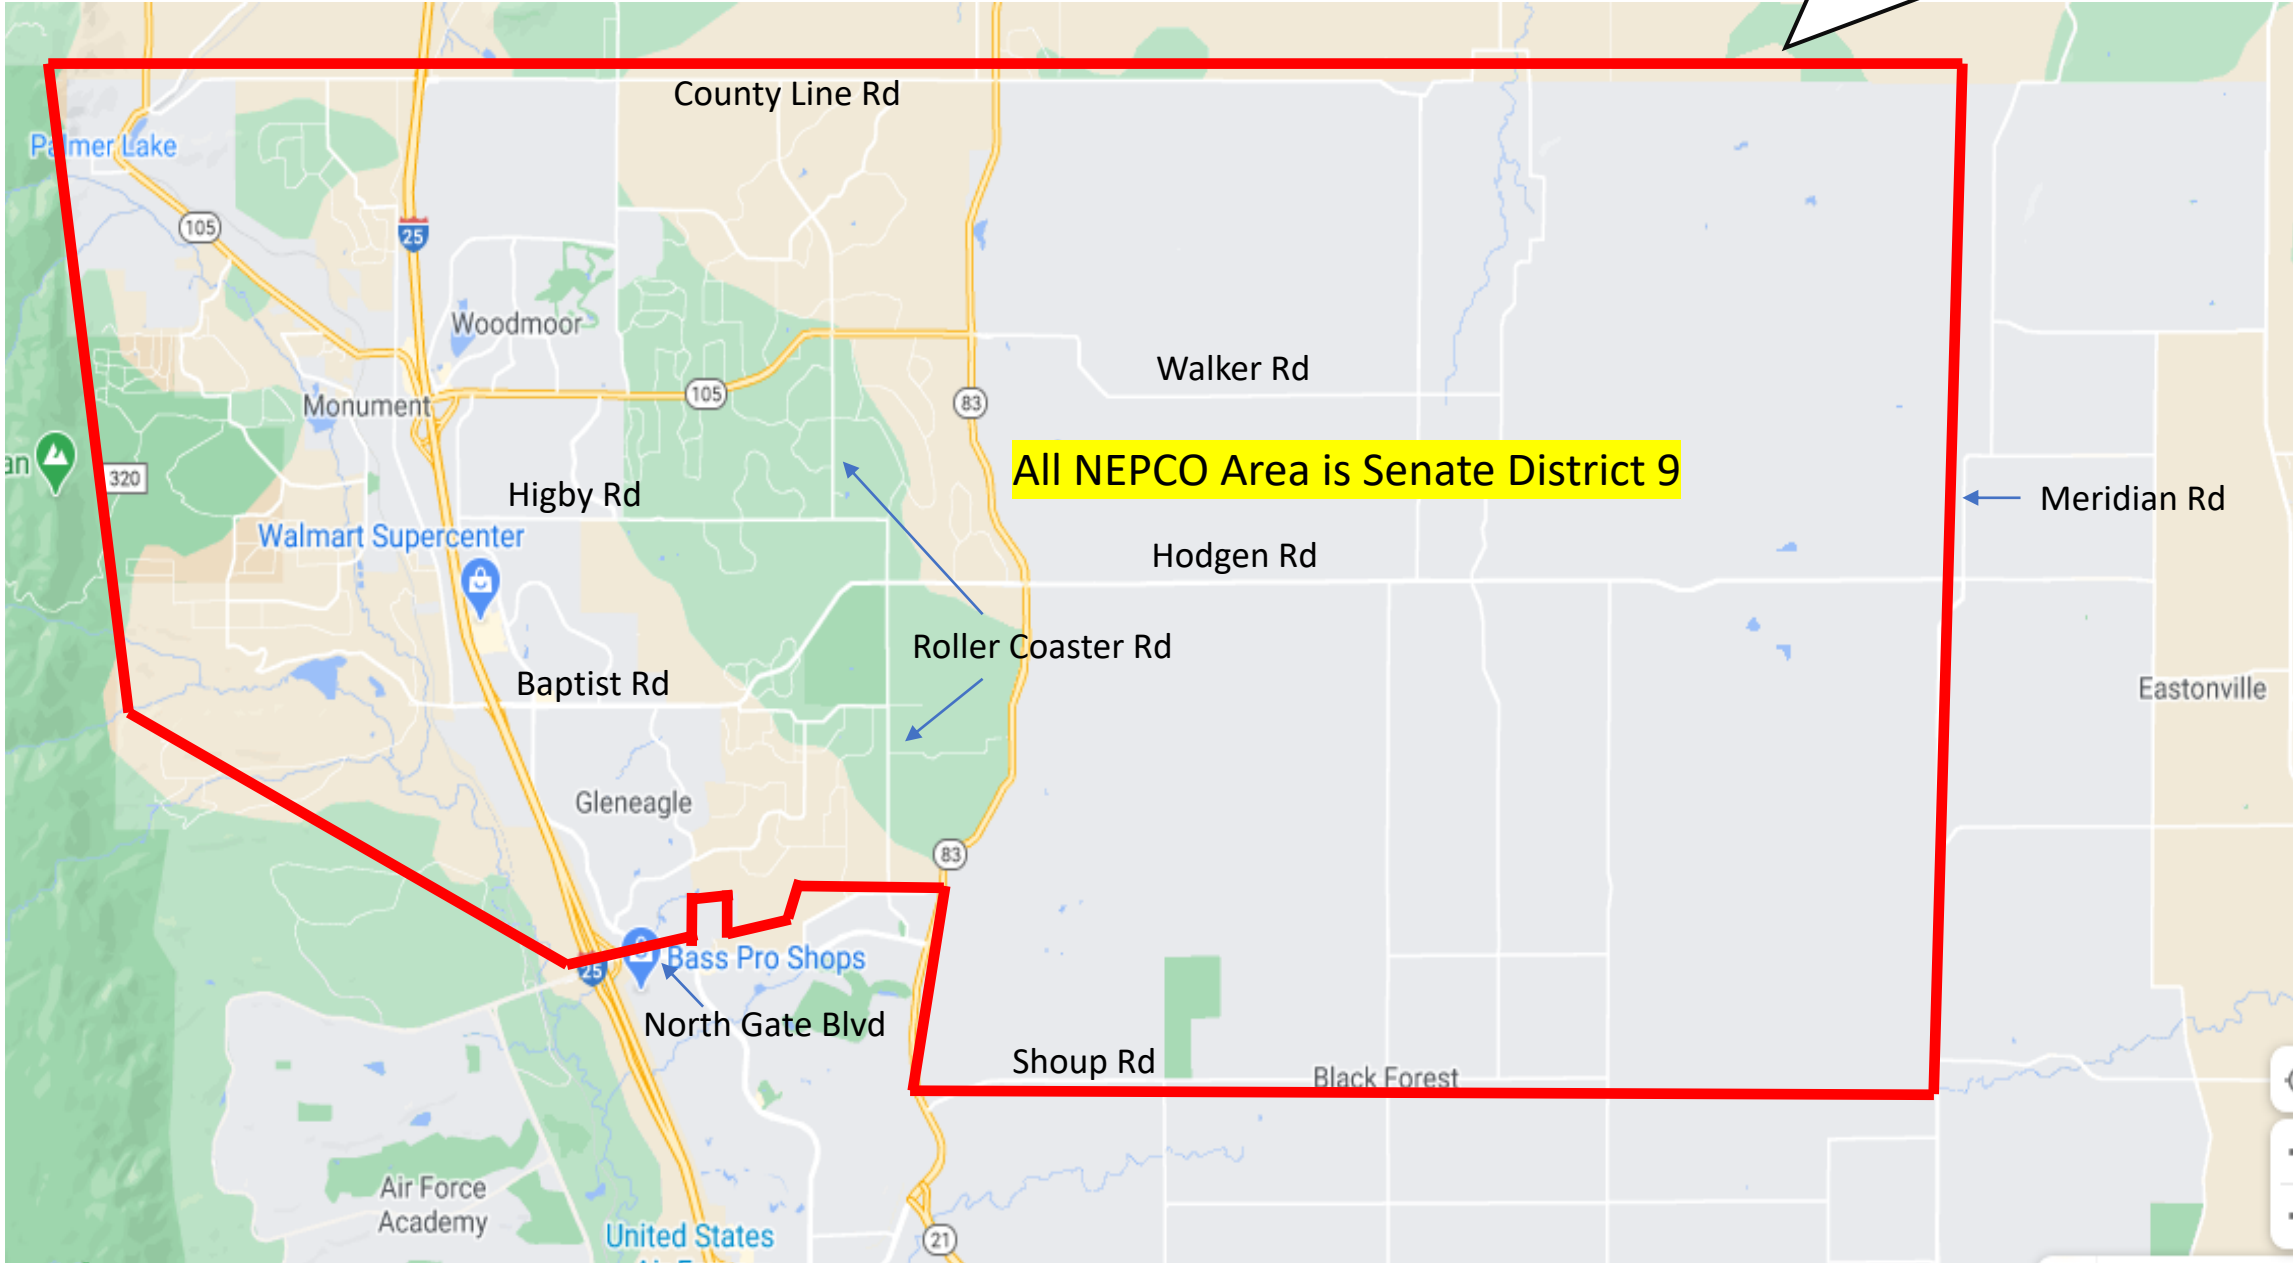 County Line Rd
Palmer Lake
105
25
Woodmoor
Walker Rd
Monument
105
83
an
320
All NEPCO Area is Senate District 9
Higby Rd
Meridian Rd
Walmart Supercenter
Hodgen Rd
Roller Coaster Rd
Baptist Rd
Eastonville
Gleneagle
83
Bass Pro Shops
25
North Gate Blvd
Shoup Rd
Black Forest
Air Force
Academy
United States
21